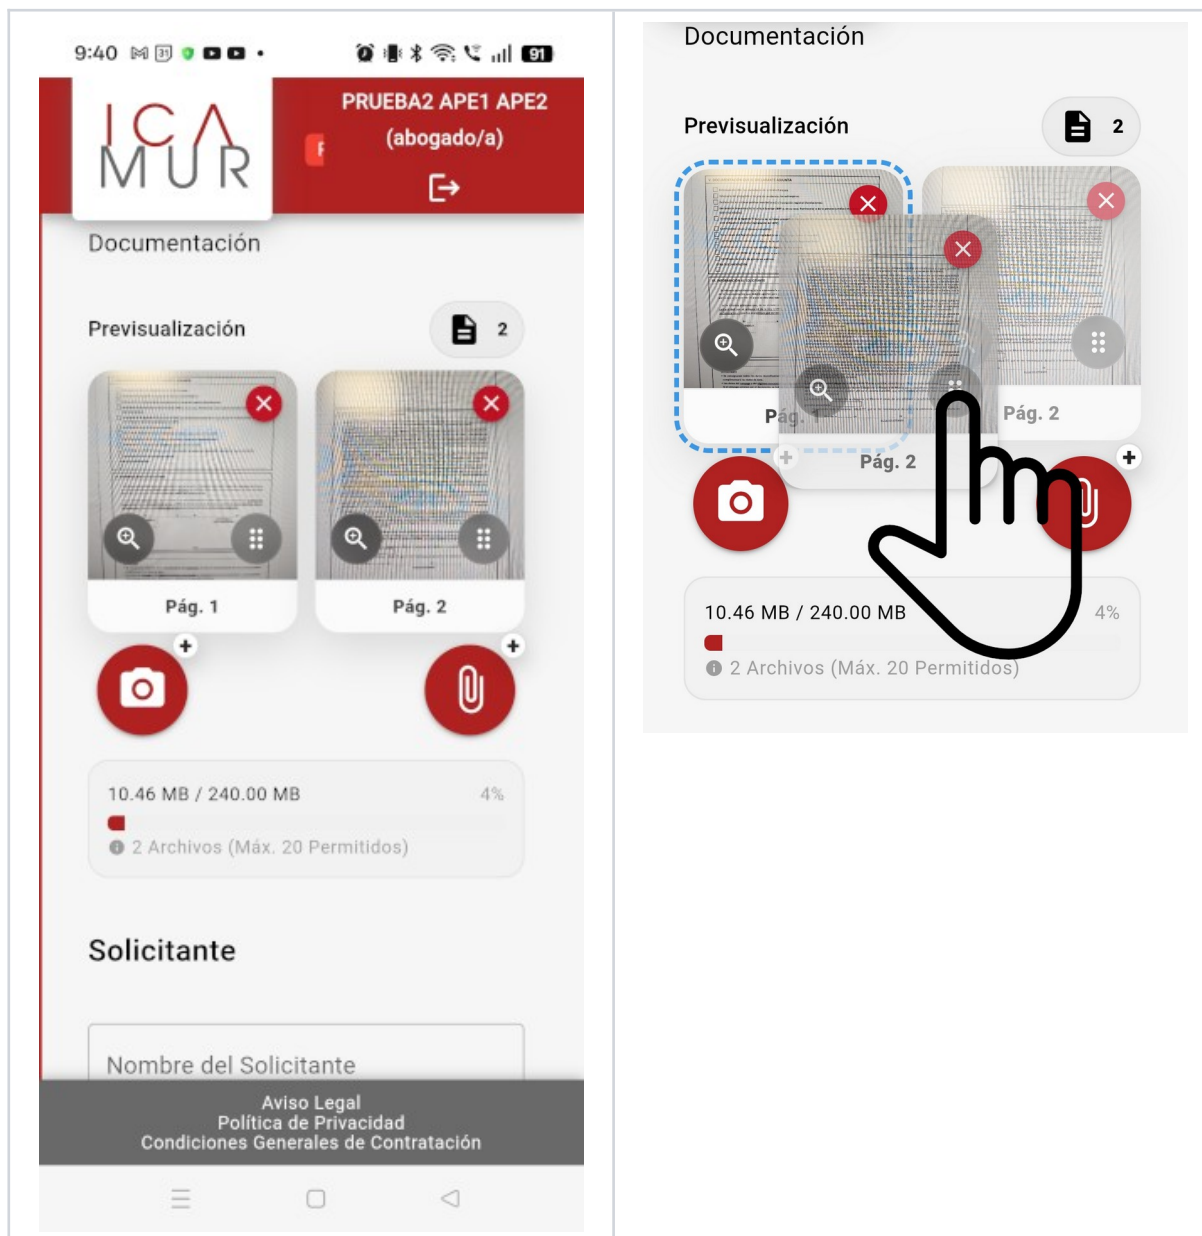 9:40
31
91
ICA
MUR
PRUEBA2 APE1 APE2
(abogado/a)
Documentación
Previsualización
2
Pág. 1
Pág. 2
10.46 MB / 240.00 MB
4%
2 Archivos (Máx. 20 Permitidos)
Solicitante
Nombre del Solicitante
Aviso Legal
Política de Privacidad
Condiciones Generales de Contratación
Documentación
Previsualización
2
Pág. 2
Pág. 2
10.46 MB / 240.00 MB
4%
2 Archivos (Máx. 20 Permitidos)